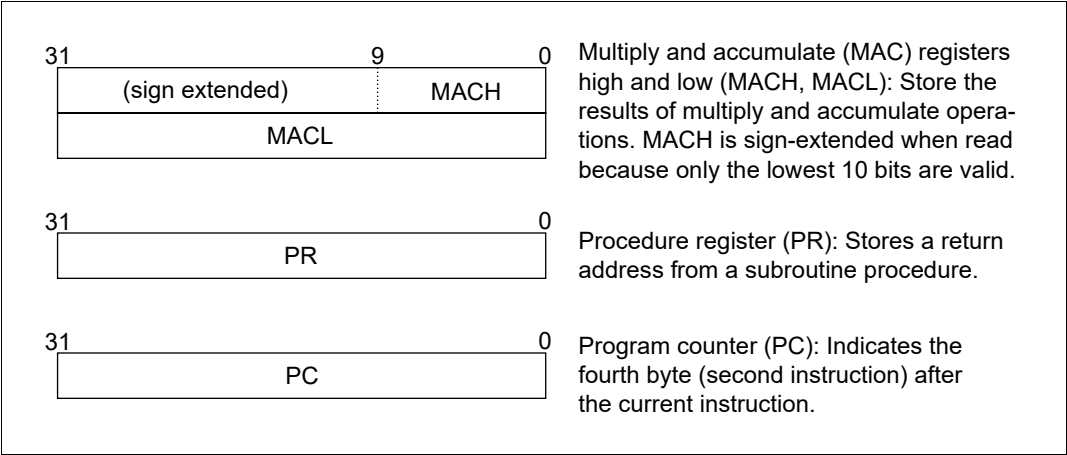 31 9 0
(sign extended) MACH
MACL
Multiply and accumulate (MAC) registers
high and low (MACH, MACL): Store the
results of multiply and accumulate opera-
tions. MACH is sign-extended when read
because only the lowest 10 bits are valid.
31 0
PR
Procedure register (PR): Stores a return
address from a subroutine procedure.
31 0
PC
Program counter (PC): Indicates the
fourth byte (second instruction) after
the current instruction.